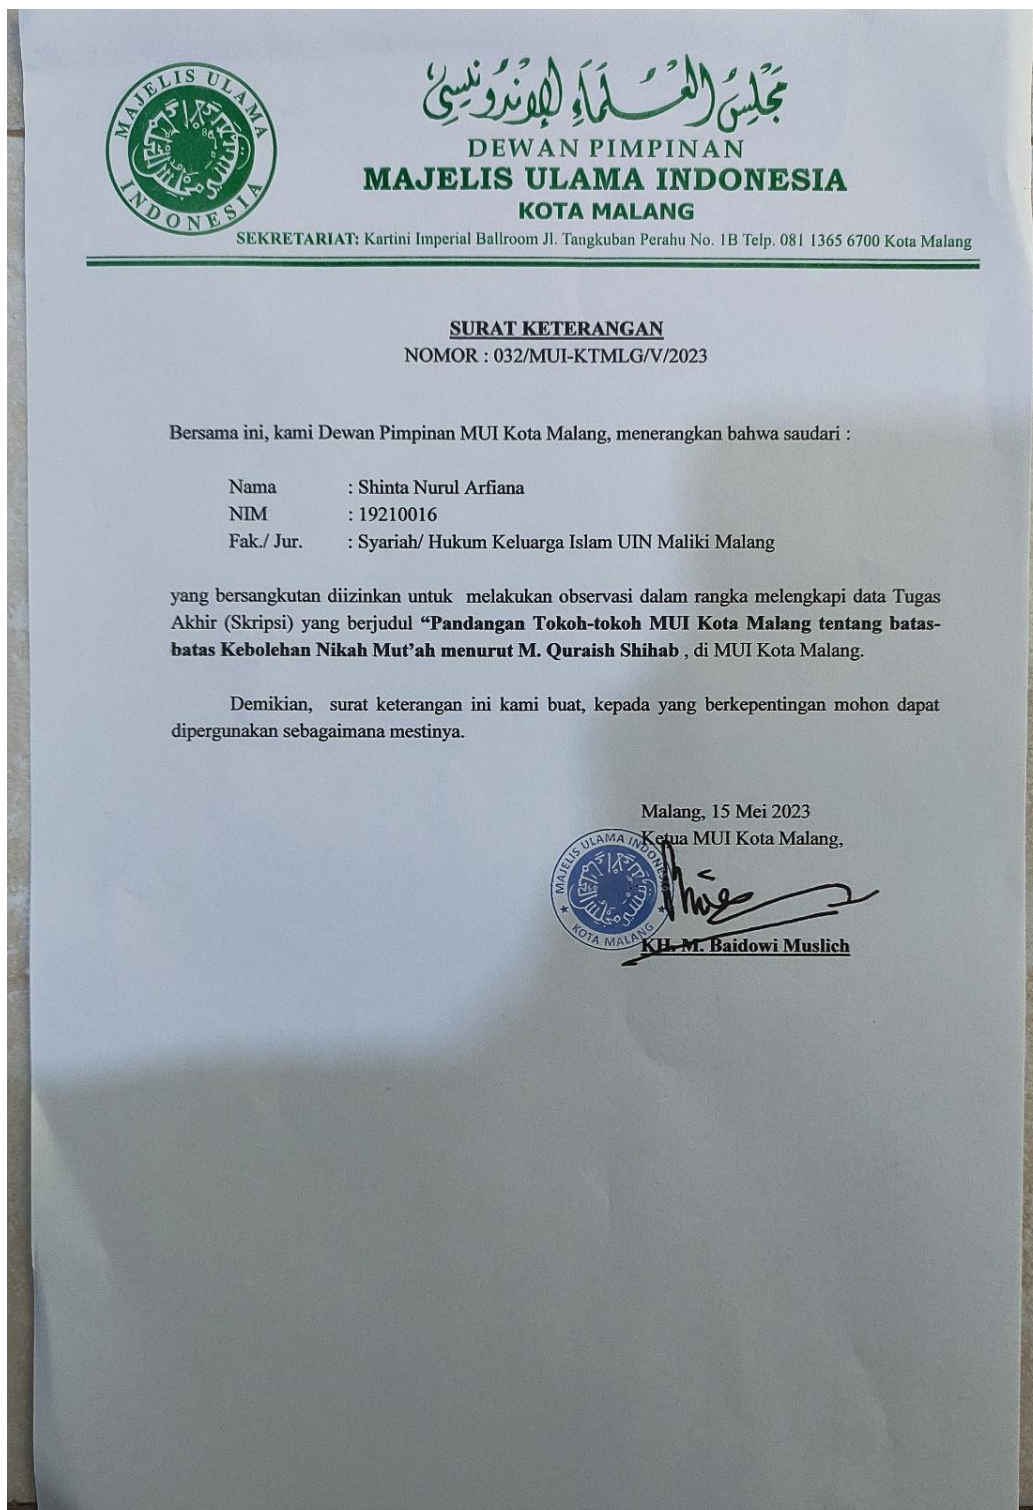 MAJELIS ULAMA
INDONESIA
مجلس العلماء الإندونيسي
DEWAN PIMPINAN
MAJELIS ULAMA INDONESIA
KOTA MALANG
SEKRETARIAT: Kartini Imperial Ballroom Jl. Tangkuban Perahu No. 1B Telp. 081 1365 6700 Kota Malang
SURAT KETERANGAN
NOMOR : 032/MUI-KTMLG/V/2023
Bersama ini, kami Dewan Pimpinan MUI Kota Malang, menerangkan bahwa saudari :
Nama : Shinta Nurul Arfiana
NIM : 19210016
Fak./ Jur. : Syariah/ Hukum Keluarga Islam UIN Maliki Malang
yang bersangkutan diizinkan untuk melakukan observasi dalam rangka melengkapi data Tugas
Akhir (Skripsi) yang berjudul “Pandangan Tokoh-tokoh MUI Kota Malang tentang batas-
batas Kebolehan Nikah Mut’ah menurut M. Quraish Shihab , di MUI Kota Malang.
Demikian, surat keterangan ini kami buat, kepada yang berkepentingan mohon dapat
dipergunakan sebagaimana mestinya.
Malang, 15 Mei 2023
Ketua MUI Kota Malang,
MAJELIS ULAMA INDONESIA
KOTA MALANG
KH. M. Baidowi Muslich